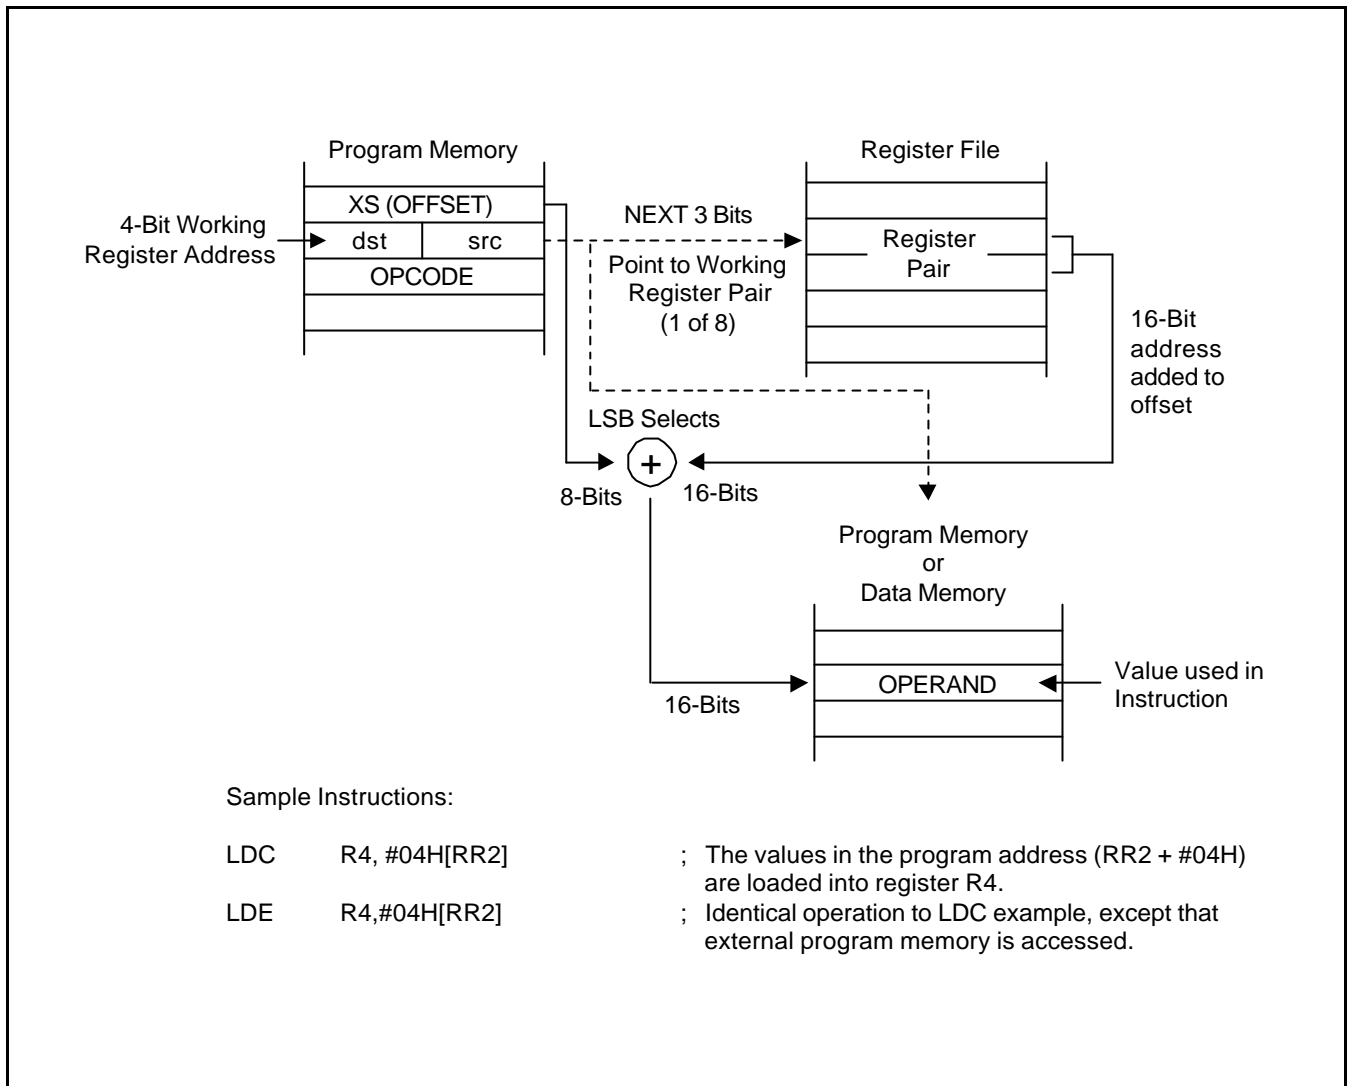 Program Memory
Register File
XS (OFFSET)
4-Bit Working
Register Address
dst
src
OPCODE
NEXT 3 Bits
Point to Working
Register Pair
(1 of 8)
Register
Pair
16-Bit
address
added to
offset
LSB Selects
+
8-Bits
16-Bits
Program Memory
or
Data Memory
16-Bits
OPERAND
Value used in
Instruction
Sample Instructions:
LDC R4, #04H[RR2] ; The values in the program address (RR2 + #04H)
are loaded into register R4.
LDE R4,#04H[RR2] ; Identical operation to LDC example, except that
external program memory is accessed.